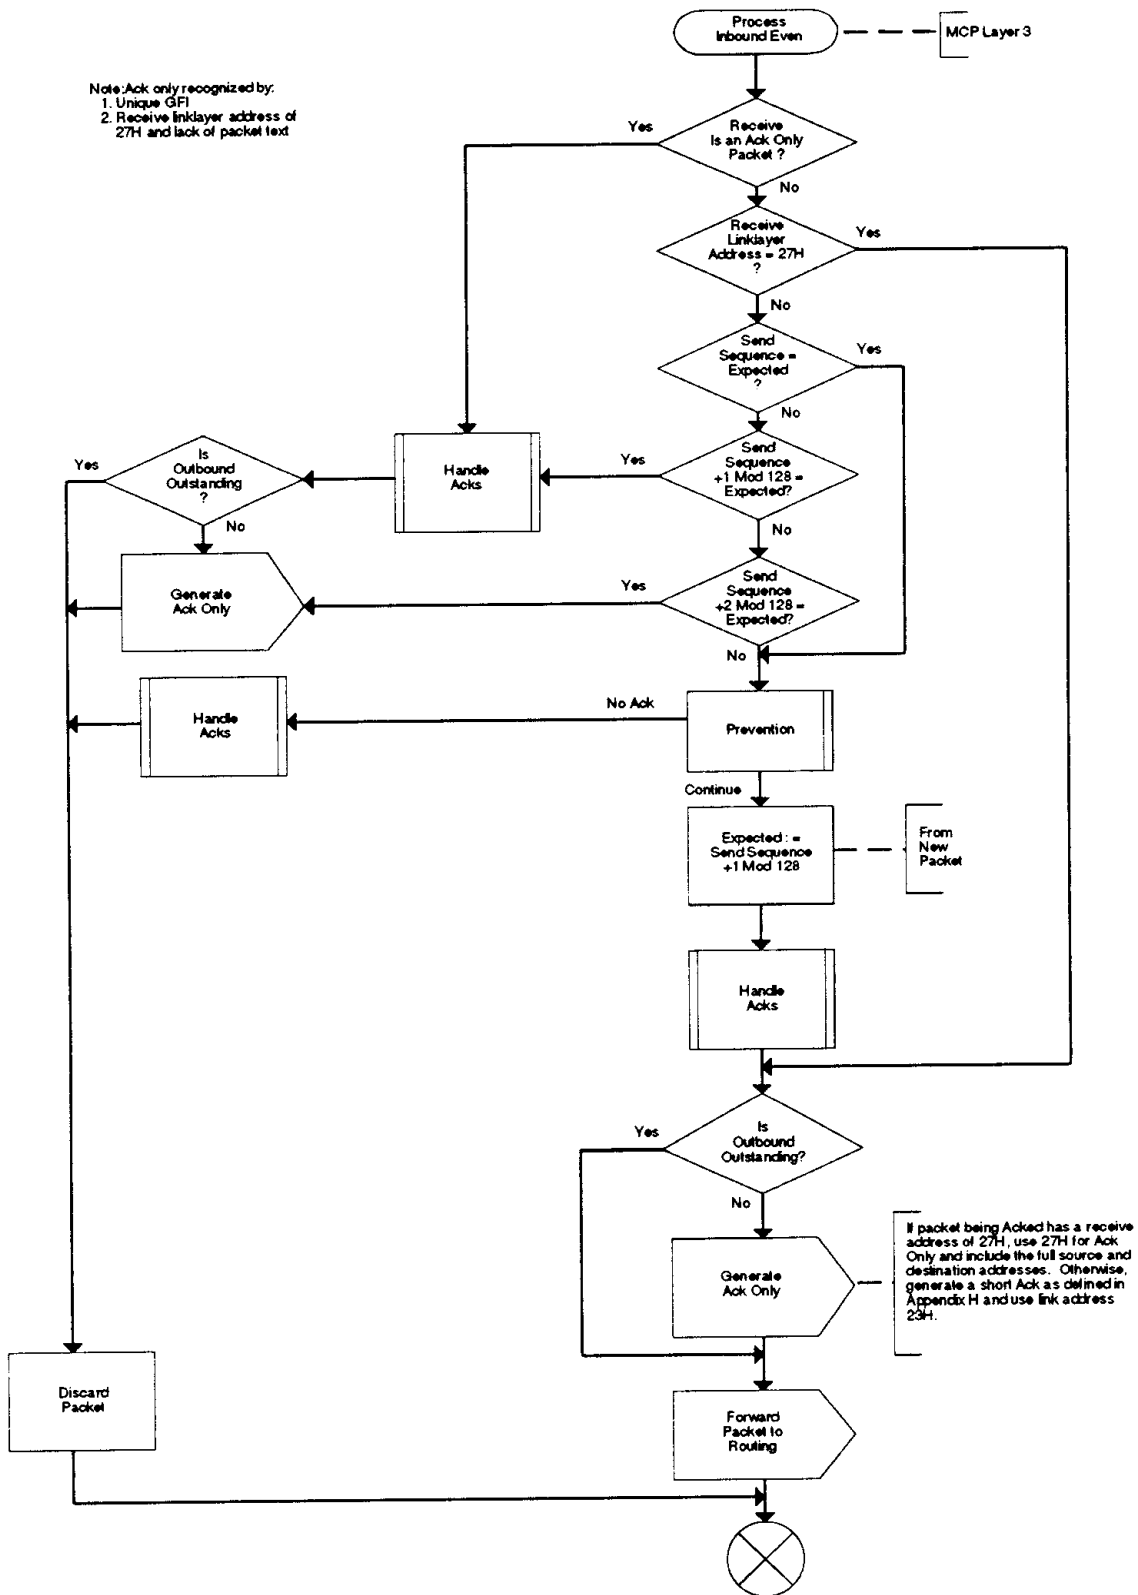 Process
Inbound Even
MCP Layer 3
Note:Ack only recognized by:
1. Unique GFI
2. Receive linklayer address of
27H and lack of packet text
Yes
Receive
Is an Ack Only
Packet ?
No
Receive
Linklayer
Address = 27H
?
Yes
No
Send
Sequence =
Expected
?
Yes
No
Yes
Is
Outbound
Outstanding
?
No
Handle
Acks
Yes
Send
Sequence
+1 Mod 128 =
Expected?
No
Generate
Ack Only
Yes
Send
Sequence
+2 Mod 128 =
Expected?
No
Handle
Acks
No Ack
Prevention
Continue
Expected : =
Send Sequence
+1 Mod 128
From
New
Packet
Handle
Acks
Yes
Is
Outbound
Outstanding?
No
Generate
Ack Only
If packet being Acked has a receive
address of 27H, use 27H for Ack
Only and include the full source and
destination addresses. Otherwise,
generate a short Ack as defined in
Appendix H and use link address
23H.
Discard
Packet
Forward
Packet to
Routing